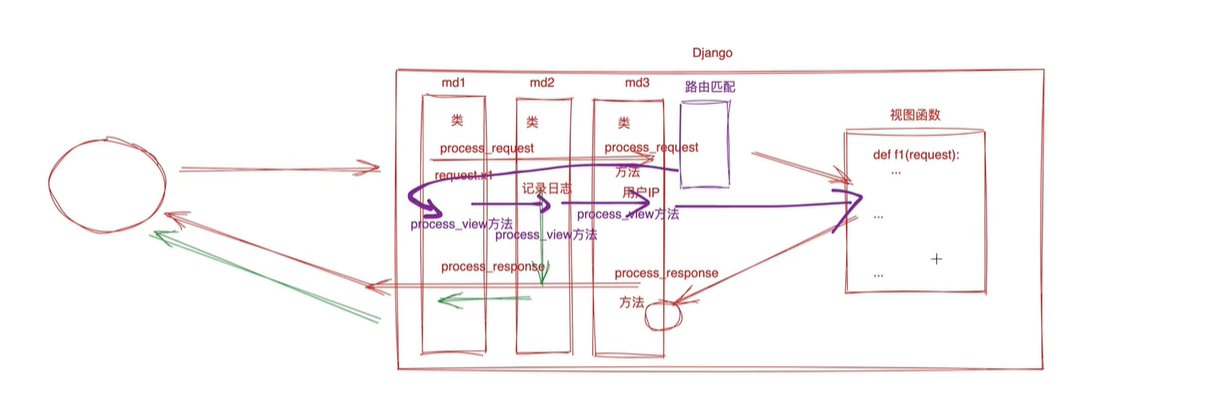 Django
md1
md2
md3
路由匹配
类
类
类
视图函数
process_request
process_request
def f1(request):
方法
...
request.x1
记录日志
用户IP
process_view方法
process_view方法
process_view方法
...
process_response
process_response
...
方法